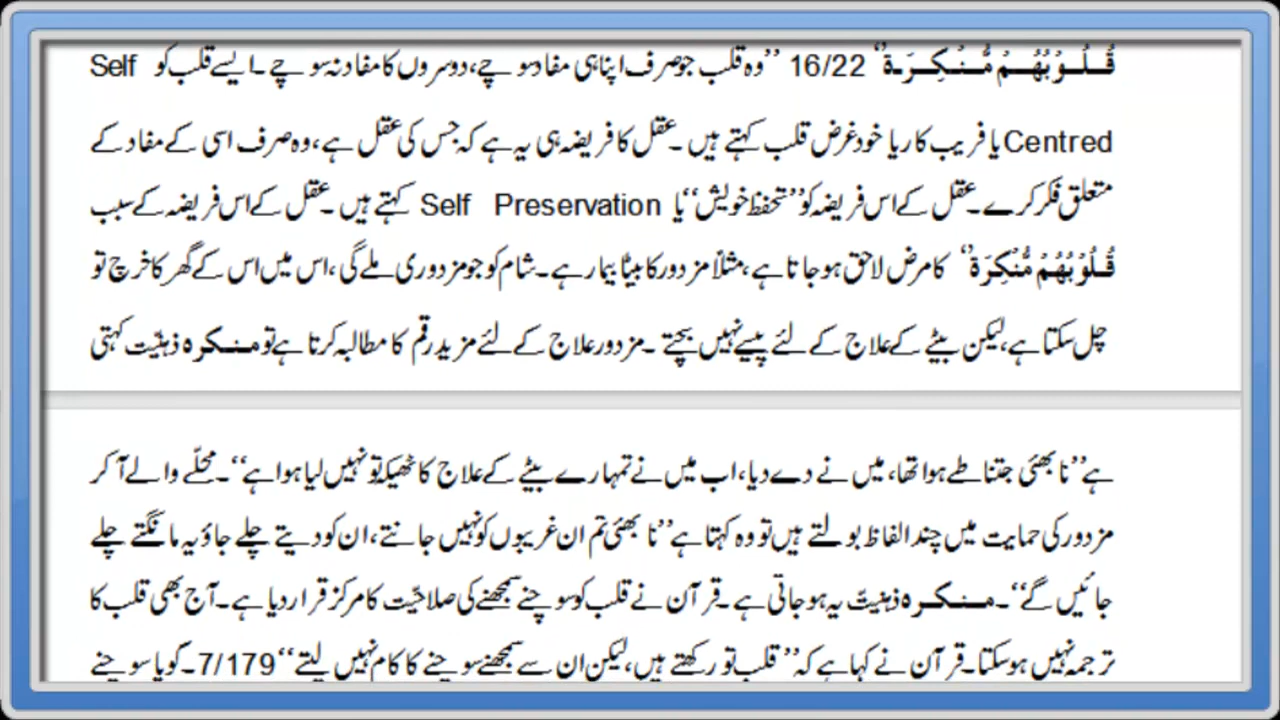 قُلُوْبُهُمْ مُّنْكِرَةٌ‘‘ 16/22 ’’وہ قلب جو صرف اپنا ہی مفاد سوچے، دوسروں کا مفاد نہ سوچے۔ ایسے قلب کو Self
Centred یا فریب کار یا خود غرض قلب کہتے ہیں۔ عقل کا فریضہ ہی یہ ہے کہ جس کی عقل ہے، وہ صرف اسی کے مفاد کے
متعلق فکر کرے۔ عقل کے اس فریضہ کو ’’تحفظ خویش‘‘ یا Self Preservation کہتے ہیں۔ عقل کے اس فریضہ کے سبب
قُلُوْبُهُمْ مُّنْكِرَةٌ‘‘ کا مرض لاحق ہو جاتا ہے، مثلاً مزدور کا بیٹا بیمار ہے۔ شام کو جو مزدوری ملے گی، اس میں اس کے گھر کا خرچ تو
چل سکتا ہے، لیکن بیٹے کے علاج کے لئے پیسے نہیں بچتے۔ مزدور علاج کے لئے مزید رقم کا مطالبہ کرتا ہے تو منکرہ ذہنیّت کہتی
ہے ’’نا بھئی جتنا طے ہوا تھا، میں نے دے دیا، اب میں نے تمہارے بیٹے کے علاج کا ٹھیکہ تو نہیں لیا ہوا ہے‘‘۔ محلّے والے آ کر
مزدور کی حمایت میں چند الفاظ بولتے ہیں تو وہ کہتا ہے ’’نا بھئی تم ان غریبوں کو نہیں جانتے، ان کو دیتے چلے جاؤ یہ مانگتے چلے
جائیں گے‘‘۔ منکرہ ذہنیّت یہ ہو جاتی ہے۔ قرآن نے قلب کو سوچنے سمجھنے کی صلاحیّت کا مرکز قرار دیا ہے۔ آج بھی قلب کا
ترجمہ نہیں ہو سکتا۔ قرآن نے کہا ہے کہ ’’قلب تو رکھتے ہیں، لیکن ان سے سمجھنے سوچنے کا کام نہیں لیتے‘‘ 7/179۔ گویا سوچنے